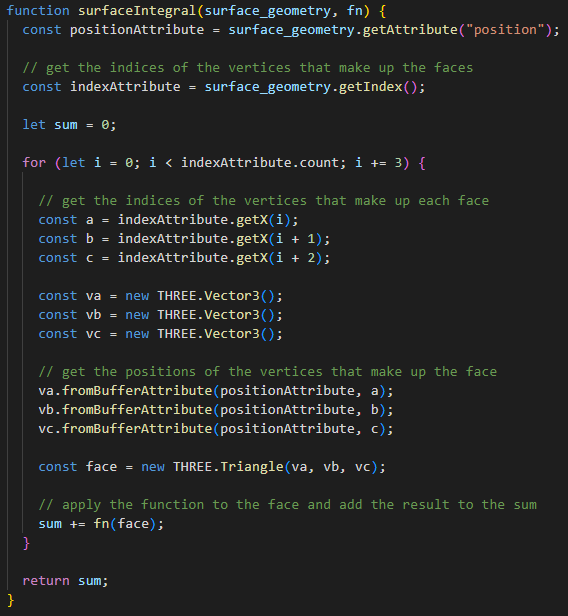 function surfaceIntegral(surface_geometry, fn) {
const positionAttribute = surface_geometry.getAttribute("position");
// get the indices of the vertices that make up the faces
const indexAttribute = surface_geometry.getIndex();
let sum = 0;
for (let i = 0; i < indexAttribute.count; i += 3) {
// get the indices of the vertices that make up each face
const a = indexAttribute.getX(i);
const b = indexAttribute.getX(i + 1);
const c = indexAttribute.getX(i + 2);
const va = new THREE.Vector3();
const vb = new THREE.Vector3();
const vc = new THREE.Vector3();
// get the positions of the vertices that make up the face
va.fromBufferAttribute(positionAttribute, a);
vb.fromBufferAttribute(positionAttribute, b);
vc.fromBufferAttribute(positionAttribute, c);
const face = new THREE.Triangle(va, vb, vc);
// apply the function to the face and add the result to the sum
sum += fn(face);
}
return sum;
}